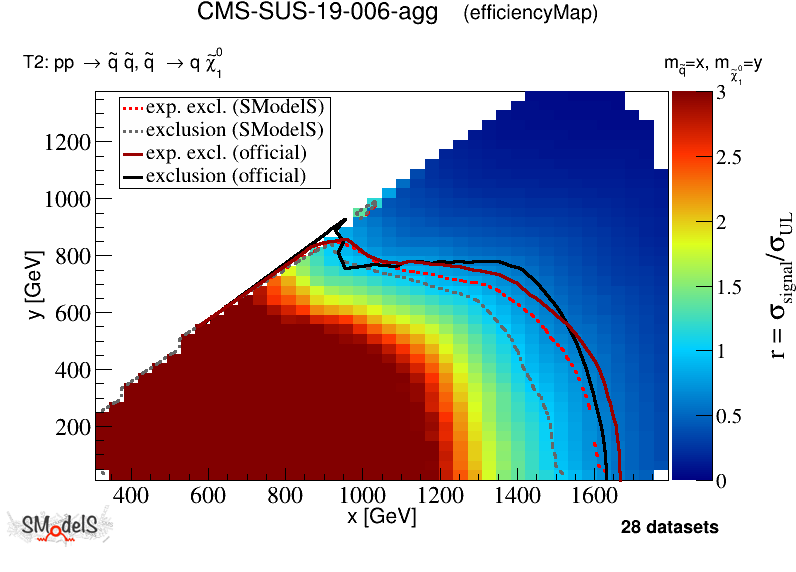 CMS-SUS-19-006-agg (efficiencyMap)
T2: pp → q̃ q̃, q̃ → q χ̃₁⁰
m_q̃=x, m_χ̃₁⁰=y
exp. excl. (SModelS)
exclusion (SModelS)
exp. excl. (official)
exclusion (official)
1200
1000
800
600
400
200
y [GeV]
400 600 800 1000 1200 1400 1600
x [GeV]
3
2.5
2
1.5
1
0.5
0
r = σ_signal/σ_UL
SModelS
28 datasets